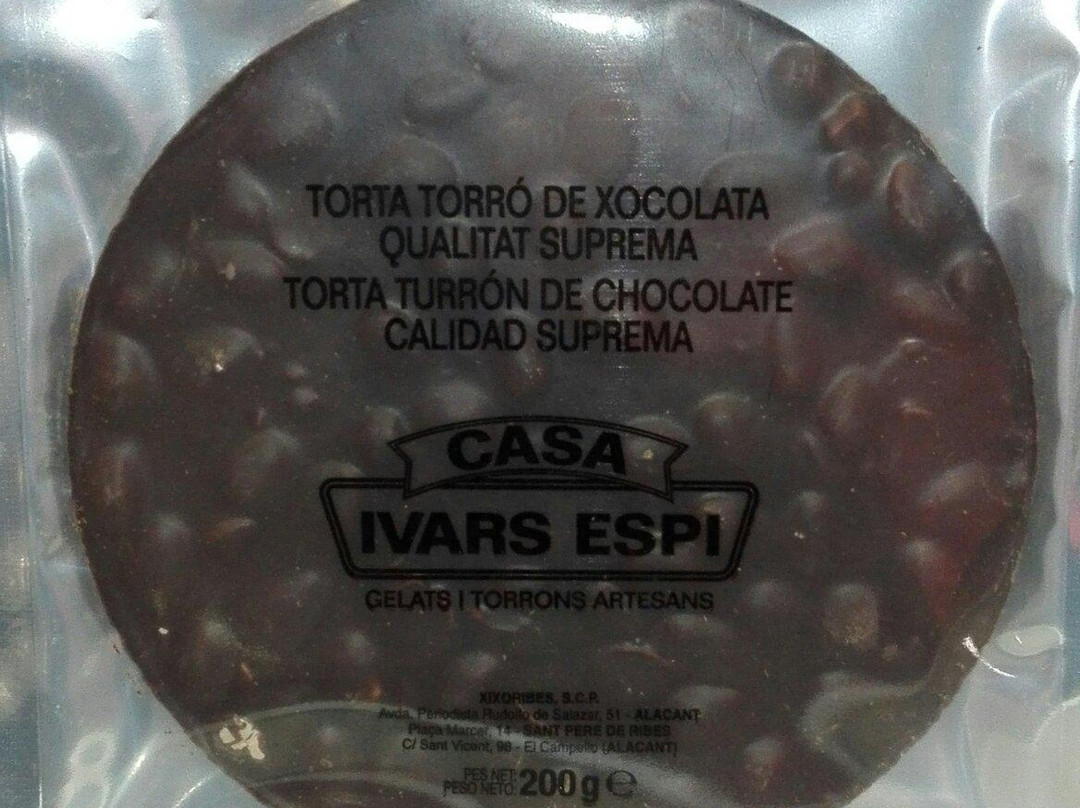 TORTA TORRÓ DE XOCOLATA
QUALITAT SUPREMA
TORTA TURRÓN DE CHOCOLATE
CALIDAD SUPREMA
CASA
IVARS ESPI
GELATS I TORRONS ARTESANS
XIXORIBES, S.C.P.
Avda. Periodista Rudolfo de Salazar, 51 - ALACANT
Plaça Marcer, 14 - SANT PERE DE RIBES
C/ Sant Vicent, 98 - El Campello (ALACANT)
PES NET:
PESO NETO: 200 g ℮